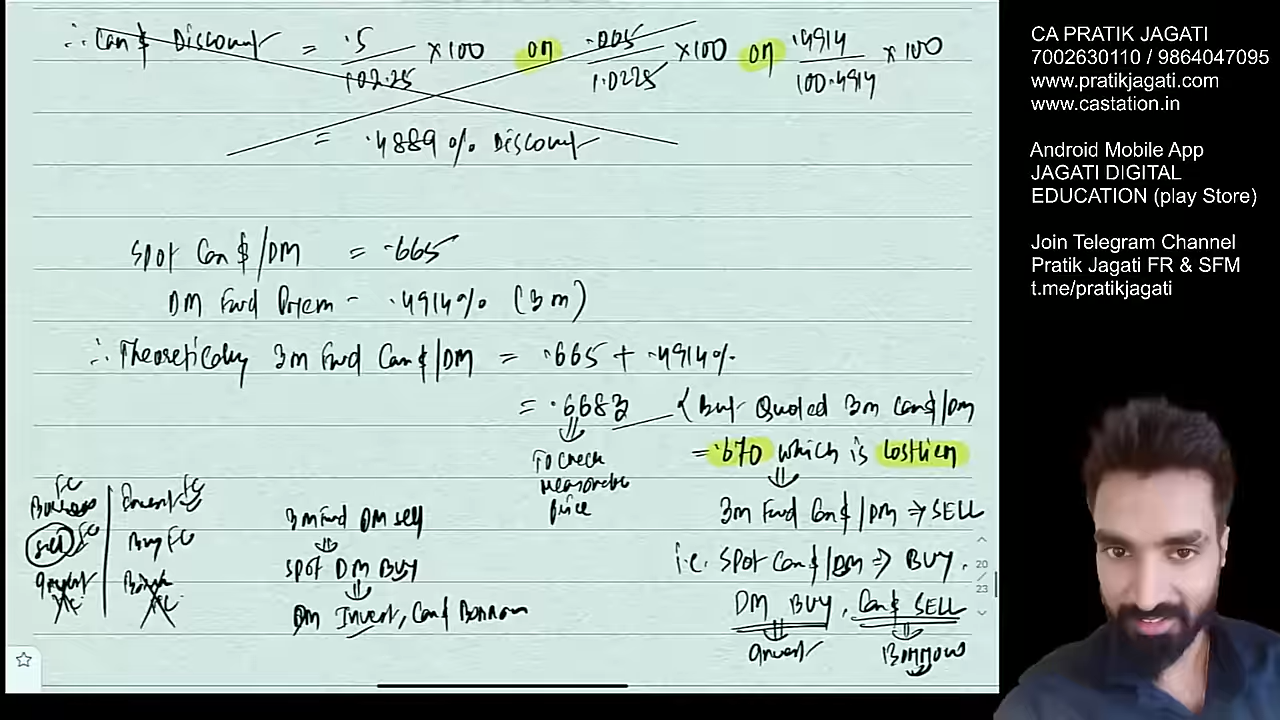 ∴ Can $ Discount = .5 / 102.25 × 100 or .005 / 1.0225 × 100 or .4914 / 100.4914 × 100
= .4889 % Discount
Spot Can $/DM = .665
DM Fwd Prem - .4914% (3m)
∴ Theoretically 3m Fwd Can $/DM = .665 + .4914%
= .6683 { But Quoted 3m Can$/DM
= .670 which is costlier
To check
reasonable
price
3m Fwd Can $/DM ⇒ SELL
i.e. Spot Can $/DM ⇒ BUY.
DM BUY, Can $ SELL
Invest Borrow
3m Fwd DM sell
Spot DM BUY
DM Invest, Can $ Borrow
FC FC
Borrow Invest
Sell FC Buy FC
Invest
20
23
CA PRATIK JAGATI
7002630110 / 9864047095
www.pratikjagati.com
www.castation.in
Android Mobile App
JAGATI DIGITAL
EDUCATION (play Store)
Join Telegram Channel
Pratik Jagati FR & SFM
t.me/pratikjagati